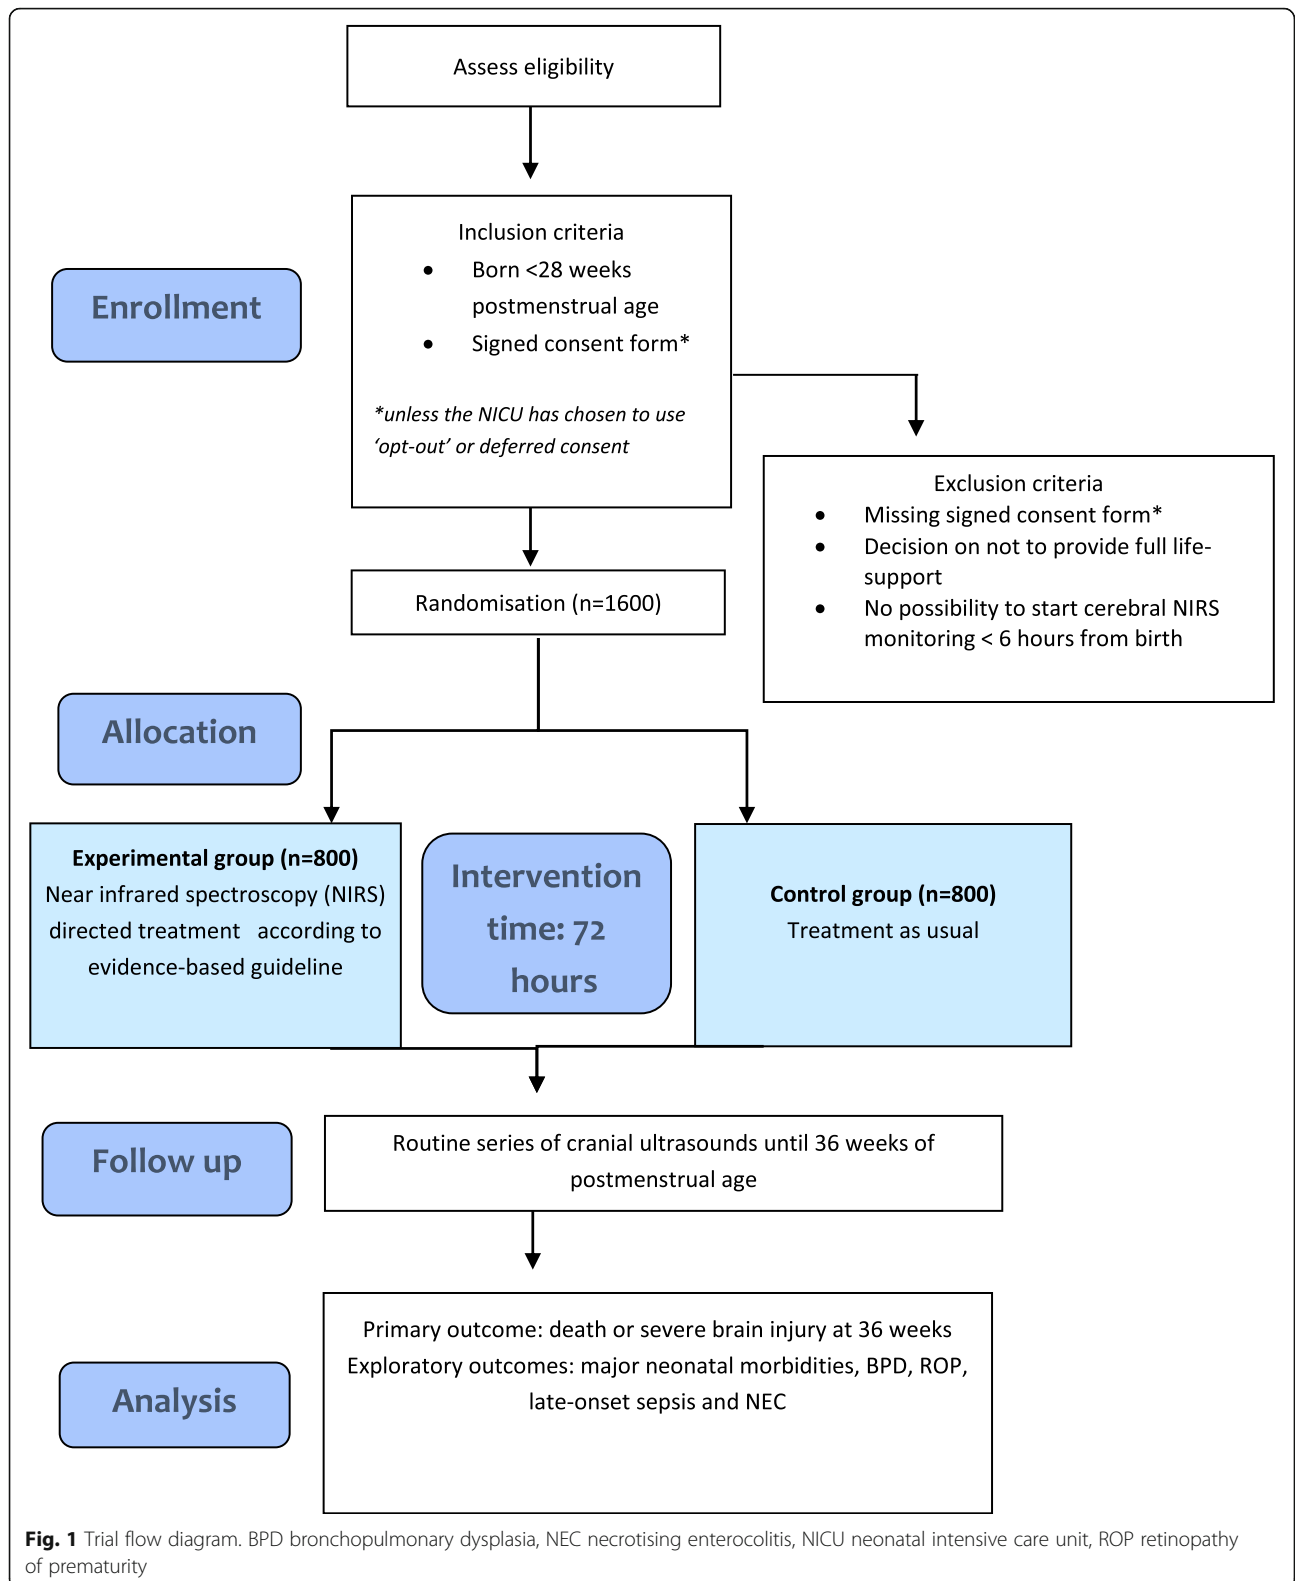 Assess eligibility
Inclusion criteria
• Born <28 weeks
postmenstrual age
• Signed consent form*
*unless the NICU has chosen to use
‘opt-out’ or deferred consent
Enrollment
Exclusion criteria
• Missing signed consent form*
• Decision on not to provide full life-
support
• No possibility to start cerebral NIRS
monitoring < 6 hours from birth
Randomisation (n=1600)
Allocation
Experimental group (n=800)
Near infrared spectroscopy (NIRS)
directed treatment according to
evidence-based guideline
Intervention
time: 72
hours
Control group (n=800)
Treatment as usual
Follow up
Routine series of cranial ultrasounds until 36 weeks of
postmenstrual age
Analysis
Primary outcome: death or severe brain injury at 36 weeks
Exploratory outcomes: major neonatal morbidities, BPD, ROP,
late-onset sepsis and NEC
Fig. 1 Trial flow diagram. BPD bronchopulmonary dysplasia, NEC necrotising enterocolitis, NICU neonatal intensive care unit, ROP retinopathy
of prematurity